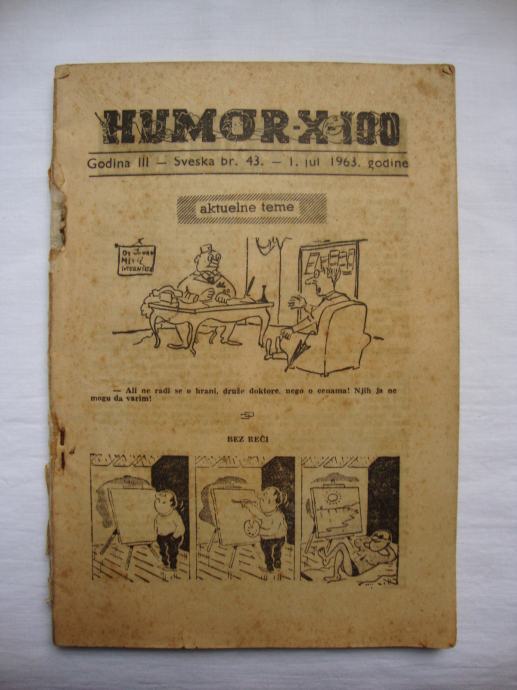 HUMOR-X-100
Godina III — Sveska br. 43. — 1. jul 1963. godine
aktuelne teme
— Ali ne radi se o hrani, druže doktore, nego o cenama! Njih ja ne
mogu da varim!
BEZ REČI